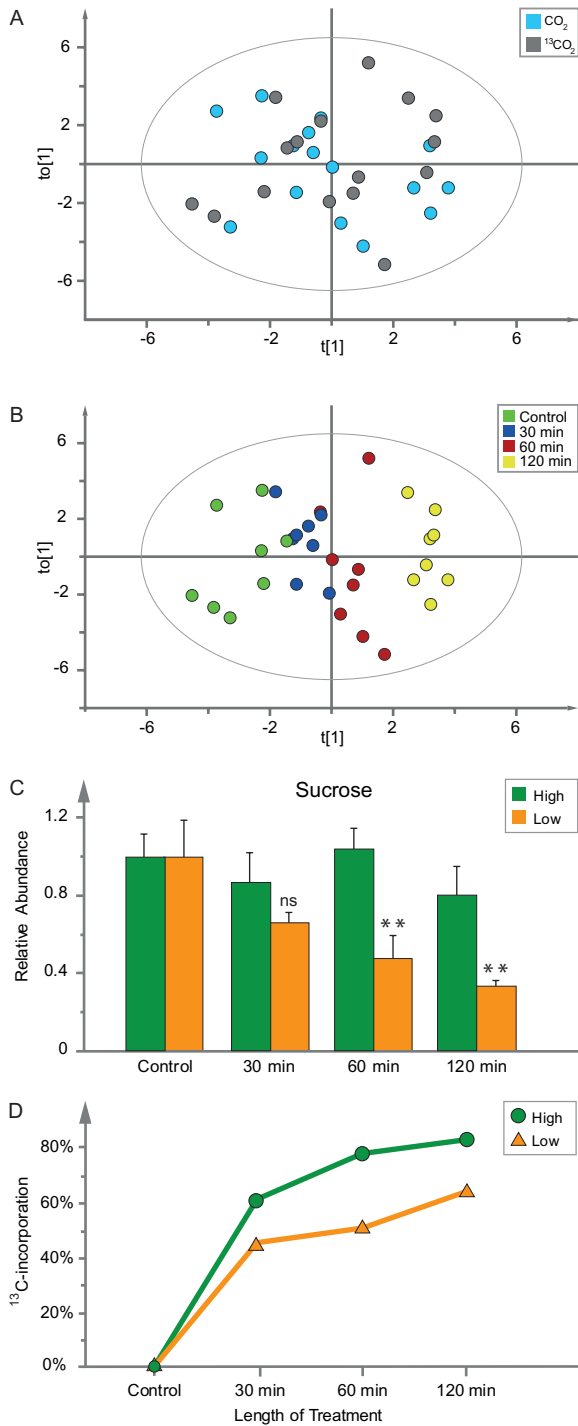 A
CO₂
¹³CO₂
6
2
-2
-6
to[1]
-6
-2
2
6
t[1]
B
Control
30 min
60 min
120 min
6
2
-2
-6
to[1]
-6
-2
2
6
t[1]
C
Sucrose
High
Low
1.2
0.8
0.4
0
Relative Abundance
ns
**
**
Control
30 min
60 min
120 min
D
High
Low
80%
60%
40%
20%
0%
¹³C-incorporation
Control
30 min
60 min
120 min
Length of Treatment